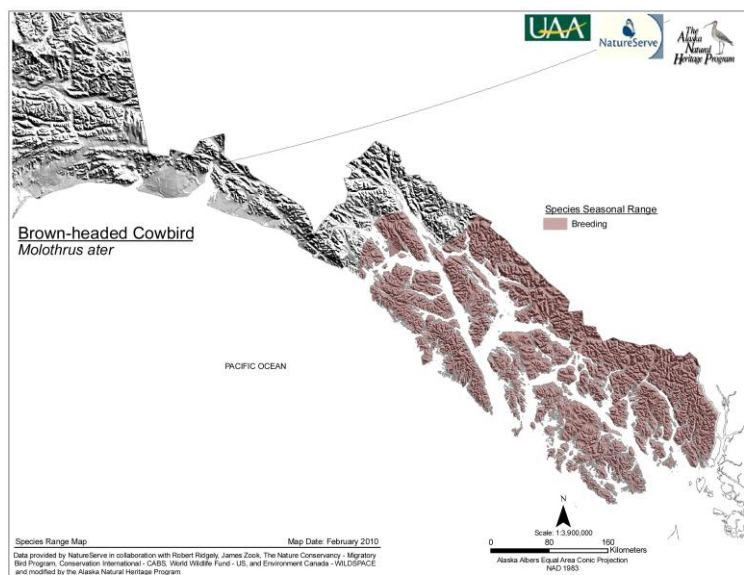 UAA
NatureServe
The
Alaska
Natural
Heritage Program
Brown-headed Cowbird
Molothrus ater
Species Seasonal Range
Breeding
PACIFIC OCEAN
N
Scale: 1:3,900,000
0 80 160
Kilometers
Alaska Albers Equal Area Conic Projection
NAD 1983
Species Range Map Map Date: February 2010
Data provided by NatureServe in collaboration with Robert Ridgely, James Zook, The Nature Conservancy - Migratory
Bird Program, Conservation International - CABS, World Wildlife Fund - US, and Environment Canada - WILDSPACE
and modified by the Alaska Natural Heritage Program